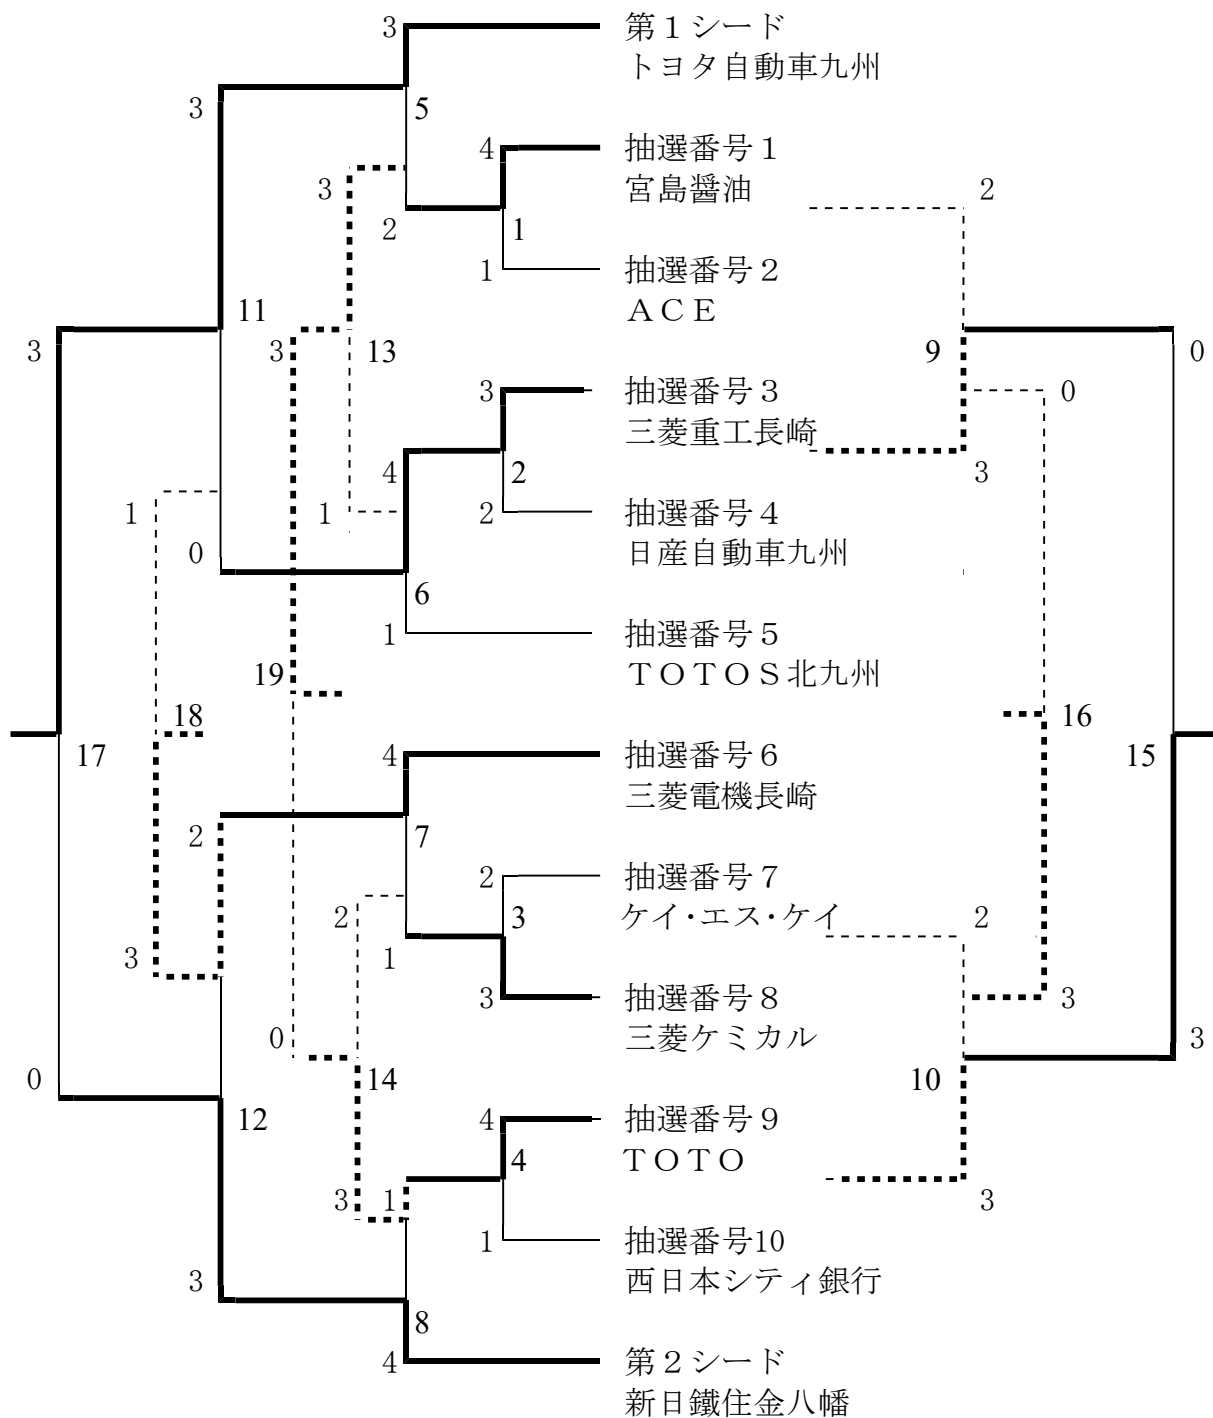 3
第１シード
トヨタ自動車九州
3
5
4
抽選番号１
宮島醤油
3
2
2
1
1
抽選番号２
ＡＣＥ
11
3
3
13
9
0
3
抽選番号３
三菱重工長崎
0
4
2
3
1
1
2
抽選番号４
日産自動車九州
0
6
1
抽選番号５
ＴＯＴＯＳ北九州
19
18
16
17
4
抽選番号６
三菱電機長崎
15
2
7
2
抽選番号７
ケイ・エス・ケイ
2
3
2
3
1
3
抽選番号８
三菱ケミカル
3
0
3
0
14
10
12
4
抽選番号９
ＴＯＴＯ
4
3
1
3
1
抽選番号10
西日本シティ銀行
3
8
4
第２シード
新日鐵住金八幡